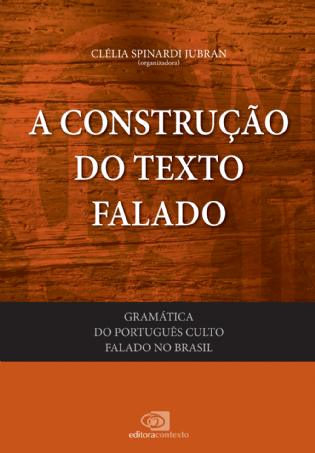 CLÉLIA SPINARDI JUBRAN
(organizadora)
A CONSTRUÇÃO
DO TEXTO
FALADO
GRAMÁTICA
DO PORTUGUÊS CULTO
FALADO NO BRASIL
editoracontexto